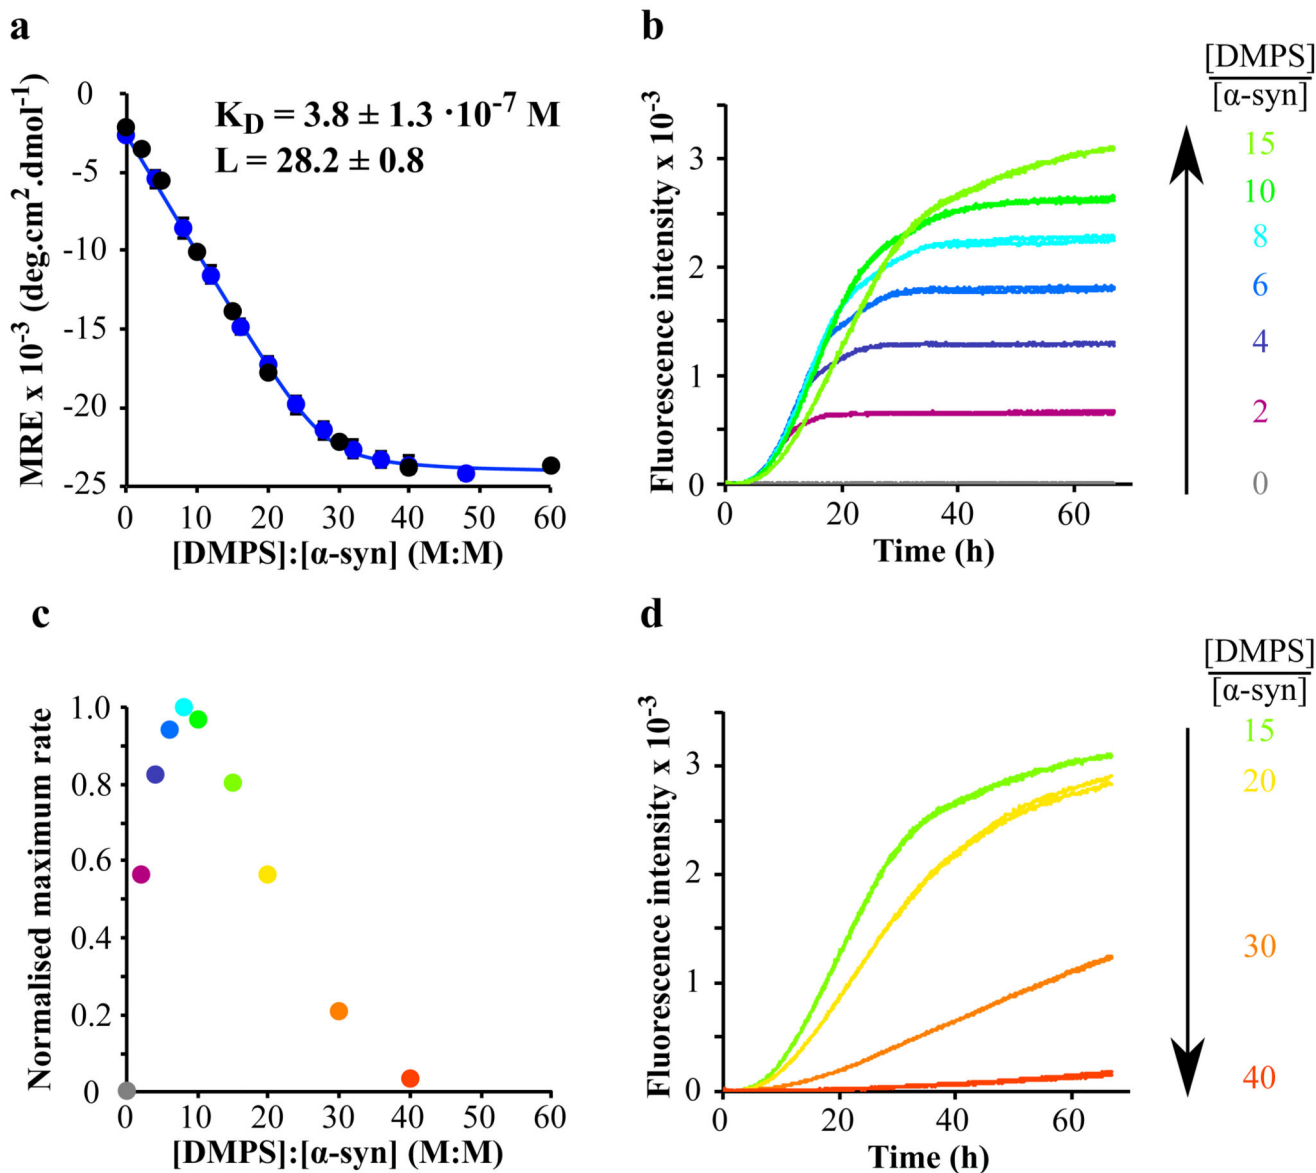 a
K_D = 3.8 ± 1.3 ·10⁻⁷ M
L = 28.2 ± 0.8
MRE x 10⁻³ (deg.cm².dmol⁻¹)
0
-5
-10
-15
-20
-25
0 10 20 30 40 50 60
[DMPS]:[α-syn] (M:M)
b
Fluorescence intensity x 10⁻³
3
2
1
0
0 20 40 60
Time (h)
[DMPS]
[α-syn]
15
10
8
6
4
2
0
c
Normalised maximum rate
1.0
0.8
0.6
0.4
0.2
0
0 10 20 30 40 50 60
[DMPS]:[α-syn] (M:M)
d
Fluorescence intensity x 10⁻³
3
2
1
0
0 20 40 60
Time (h)
[DMPS]
[α-syn]
15
20
30
40